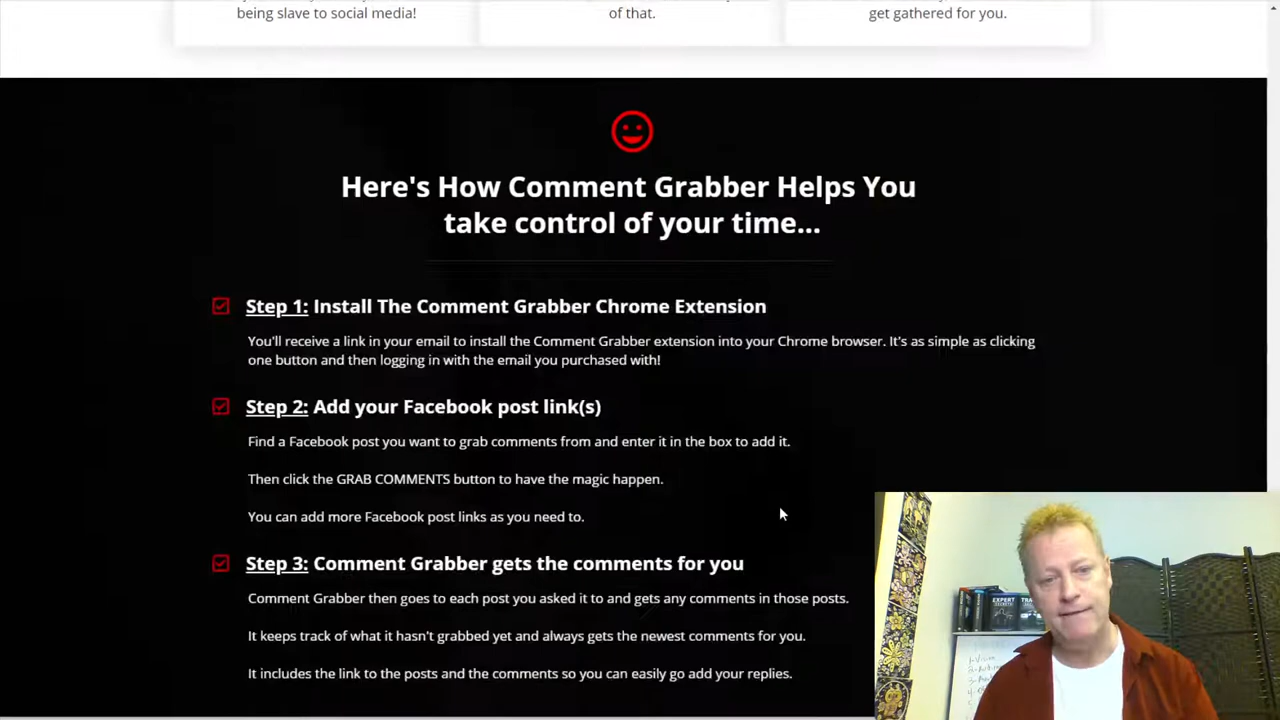 being slave to social media!
of that.
get gathered for you.
Here's How Comment Grabber Helps You
take control of your time...
Step 1: Install The Comment Grabber Chrome Extension
You'll receive a link in your email to install the Comment Grabber extension into your Chrome browser. It's as simple as clicking
one button and then logging in with the email you purchased with!
Step 2: Add your Facebook post link(s)
Find a Facebook post you want to grab comments from and enter it in the box to add it.
Then click the GRAB COMMENTS button to have the magic happen.
You can add more Facebook post links as you need to.
Step 3: Comment Grabber gets the comments for you
Comment Grabber then goes to each post you asked it to and gets any comments in those posts.
It keeps track of what it hasn't grabbed yet and always gets the newest comments for you.
It includes the link to the posts and the comments so you can easily go add your replies.
EXPERT
SECRETS